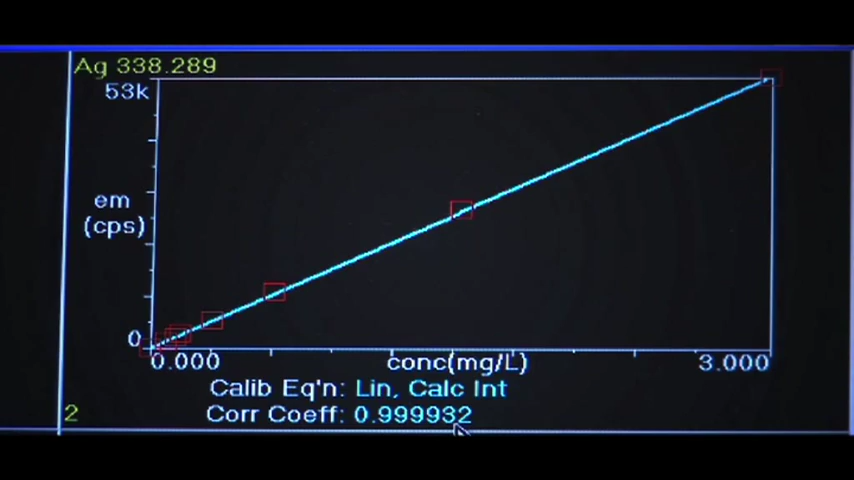 Ag 338.289
53k
em
(cps)
0
0.000 conc(mg/L) 3.000
Calib Eq'n: Lin, Calc Int
2 Corr Coeff: 0.999932